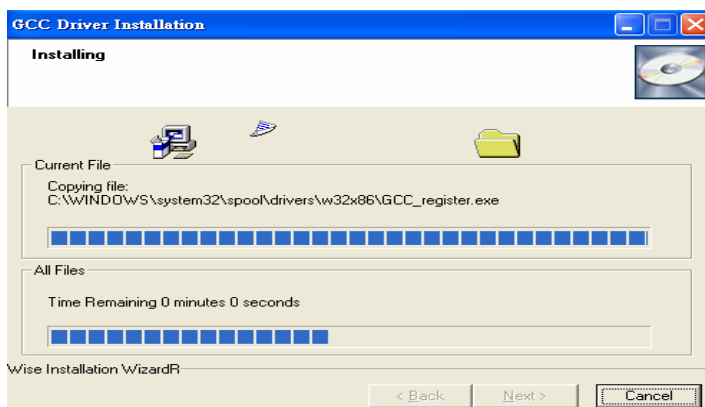 GCC Driver Installation
Installing
Current File
Copying file:
C:\WINDOWS\system32\spool\drivers\w32x86\GCC_register.exe
All Files
Time Remaining 0 minutes 0 seconds
Wise Installation WizardR
< Back Next > Cancel